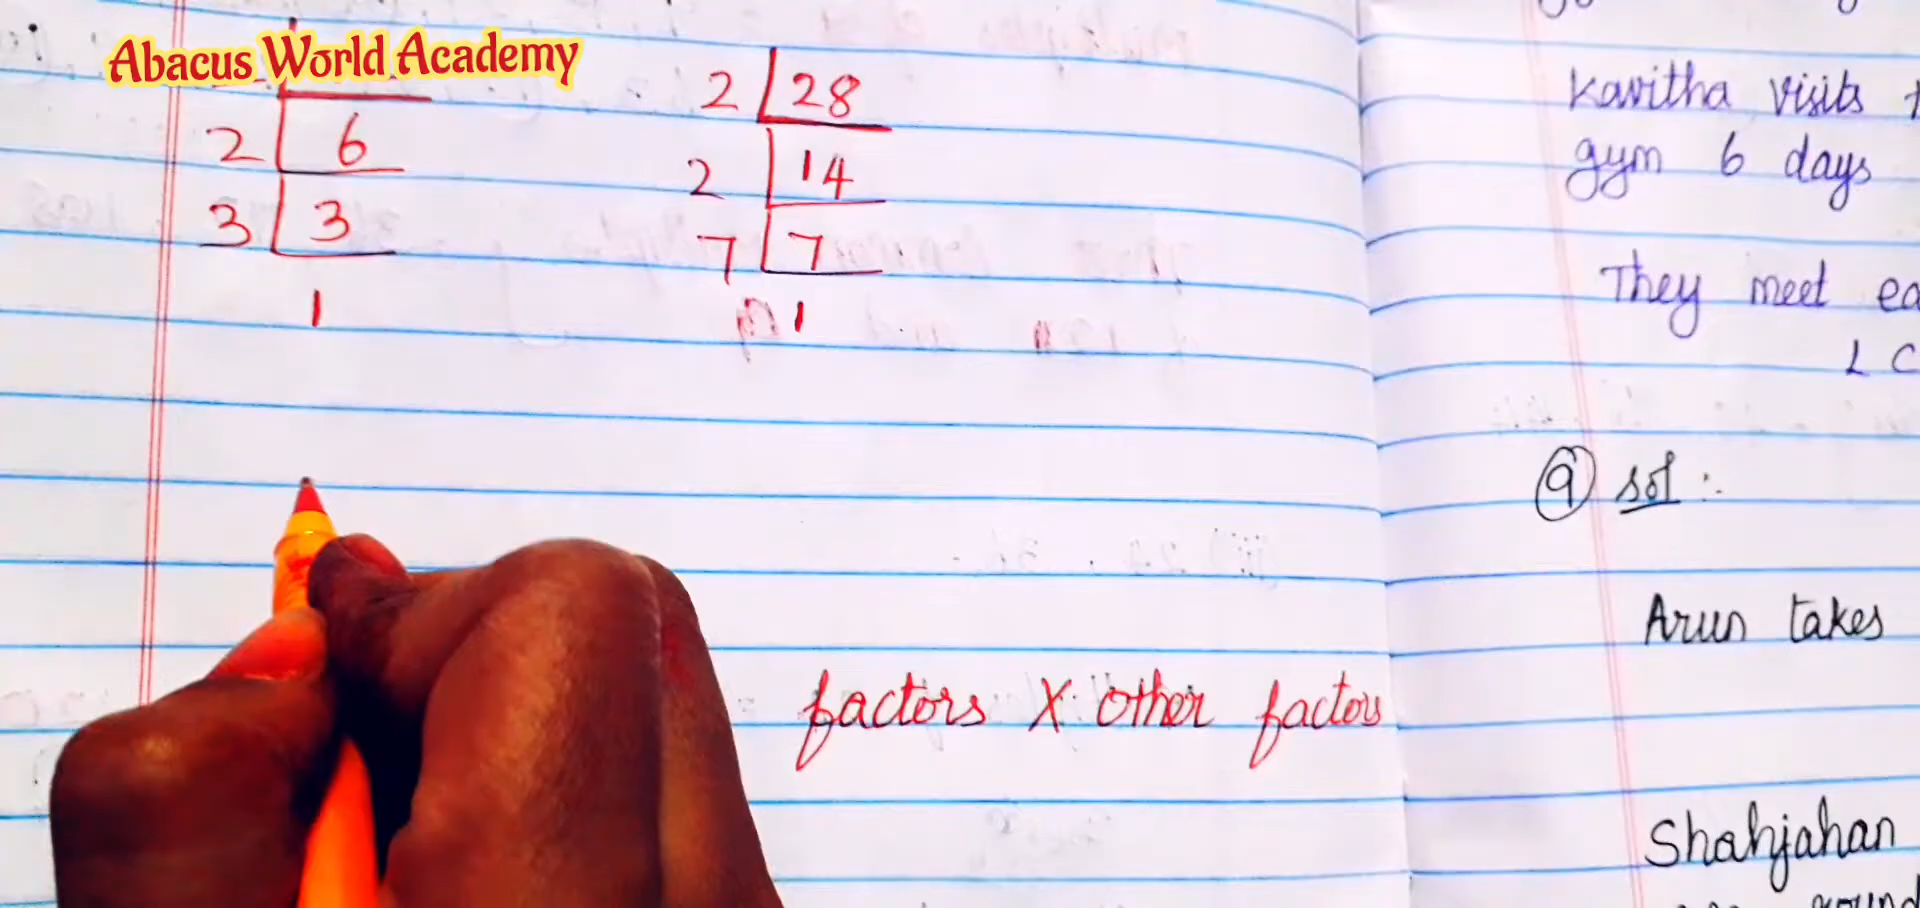 Abacus World Academy
2 6
3 3
1
2 28
2 14
7 7
1
factors X other factors
Kavitha visits
gym 6 days
They meet
LC
9 sol :-
Arun takes
Shahjahan